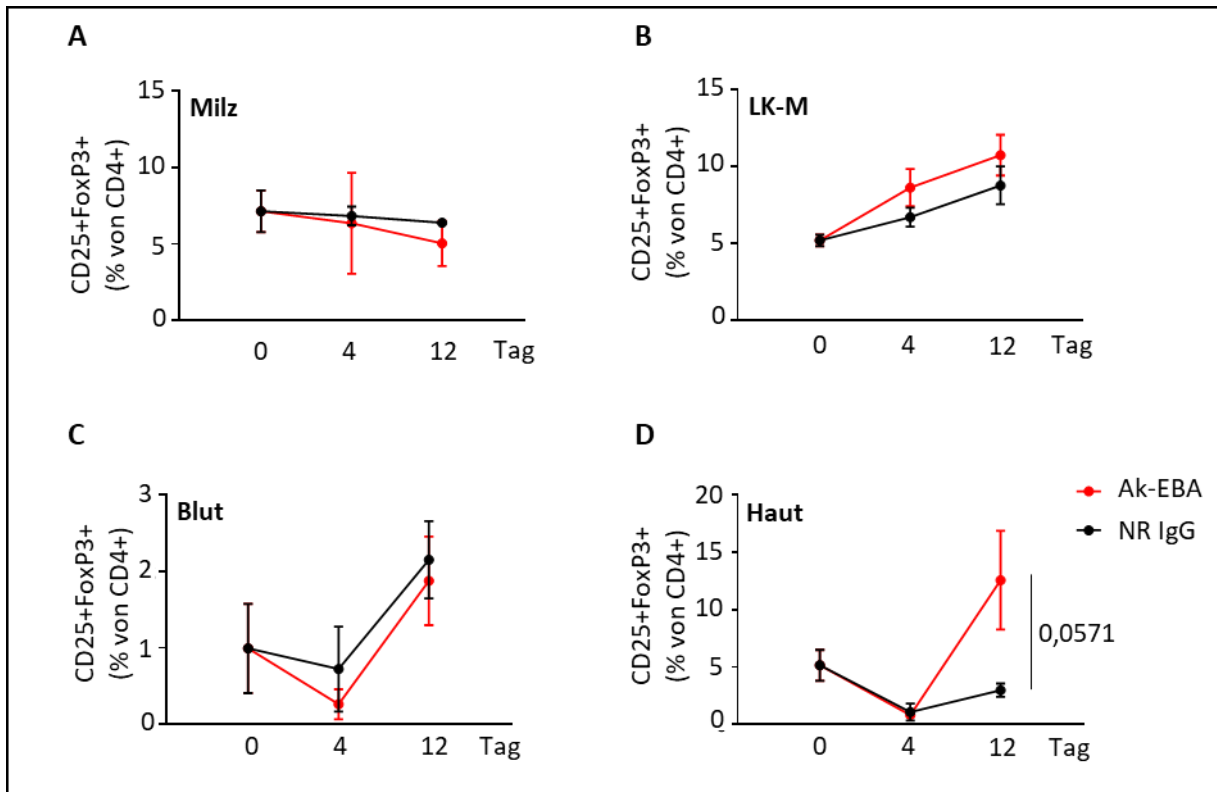 A
Milz
CD25+FoxP3+
(% von CD4+)
15
10
5
0
0 4 12 Tag
B
LK-M
CD25+FoxP3+
(% von CD4+)
15
10
5
0
0 4 12 Tag
C
Blut
CD25+FoxP3+
(% von CD4+)
3
2
1
0
0 4 12 Tag
D
Haut
CD25+FoxP3+
(% von CD4+)
20
15
10
5
0
0 4 12 Tag
0,0571
Ak-EBA
NR IgG